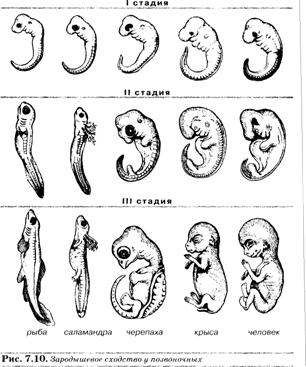 I стадия
II стадия
III стадия
рыба саламандра черепаха крыса человек
Рис. 7.10. Зародышевое сходство у позвоночных